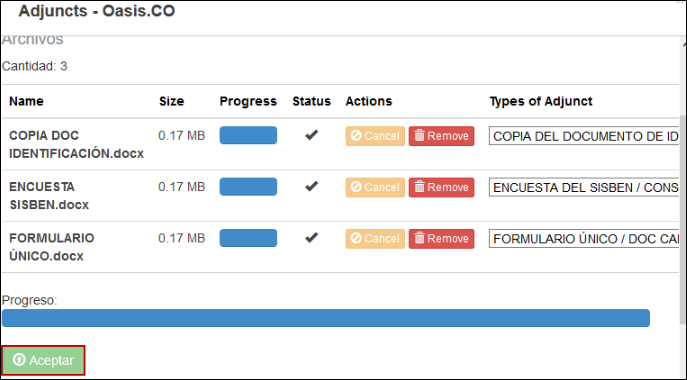 Adjuncts - Oasis.CO
Archivos
Cantidad: 3
Name Size Progress Status Actions Types of Adjunct
COPIA DOC IDENTIFICACIÓN.docx 0.17 MB Cancel Remove COPIA DEL DOCUMENTO DE ID
ENCUESTA SISBEN.docx 0.17 MB Cancel Remove ENCUESTA DEL SISBEN / CONS
FORMULARIO ÚNICO.docx 0.17 MB Cancel Remove FORMULARIO ÚNICO / DOC CA
Progreso:
Aceptar